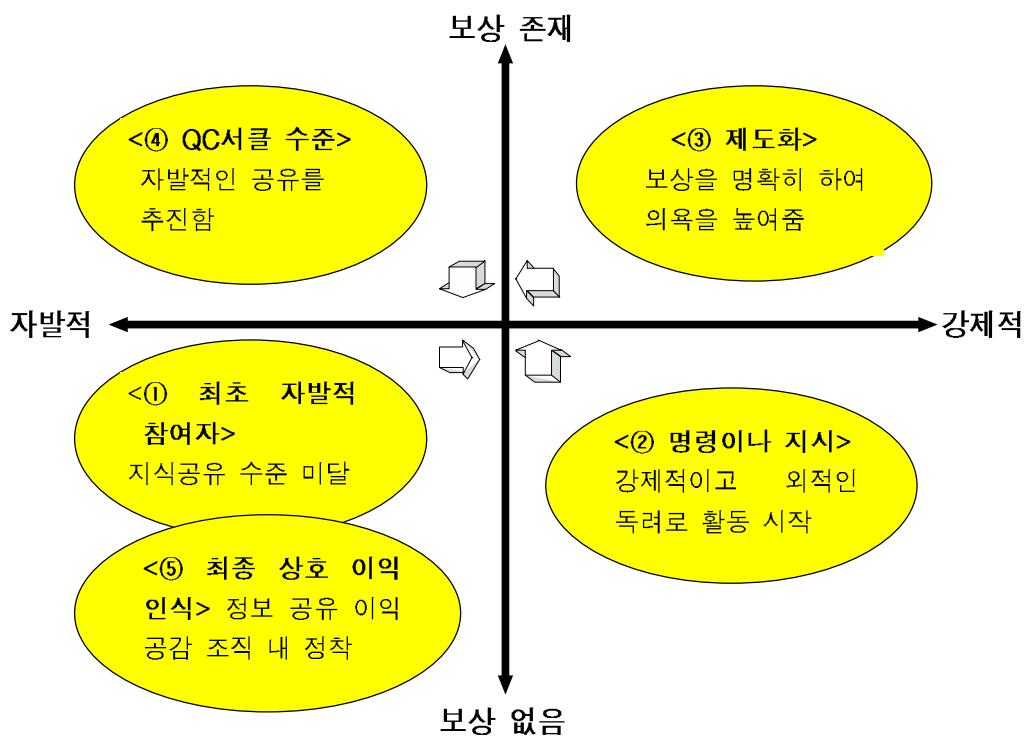 보상 존재
<④ QC서클 수준>
자발적인 공유를
추진함
<③ 제도화>
보상을 명확히 하여
의욕을 높여줌
자발적
강제적
<① 최초 자발적
참여자>
지식공유 수준 미달
<② 명령이나 지시>
강제적이고 외적인
독려로 활동 시작
<⑤ 최종 상호 이익
인식> 정보 공유 이익
공감 조직 내 정착
보상 없음